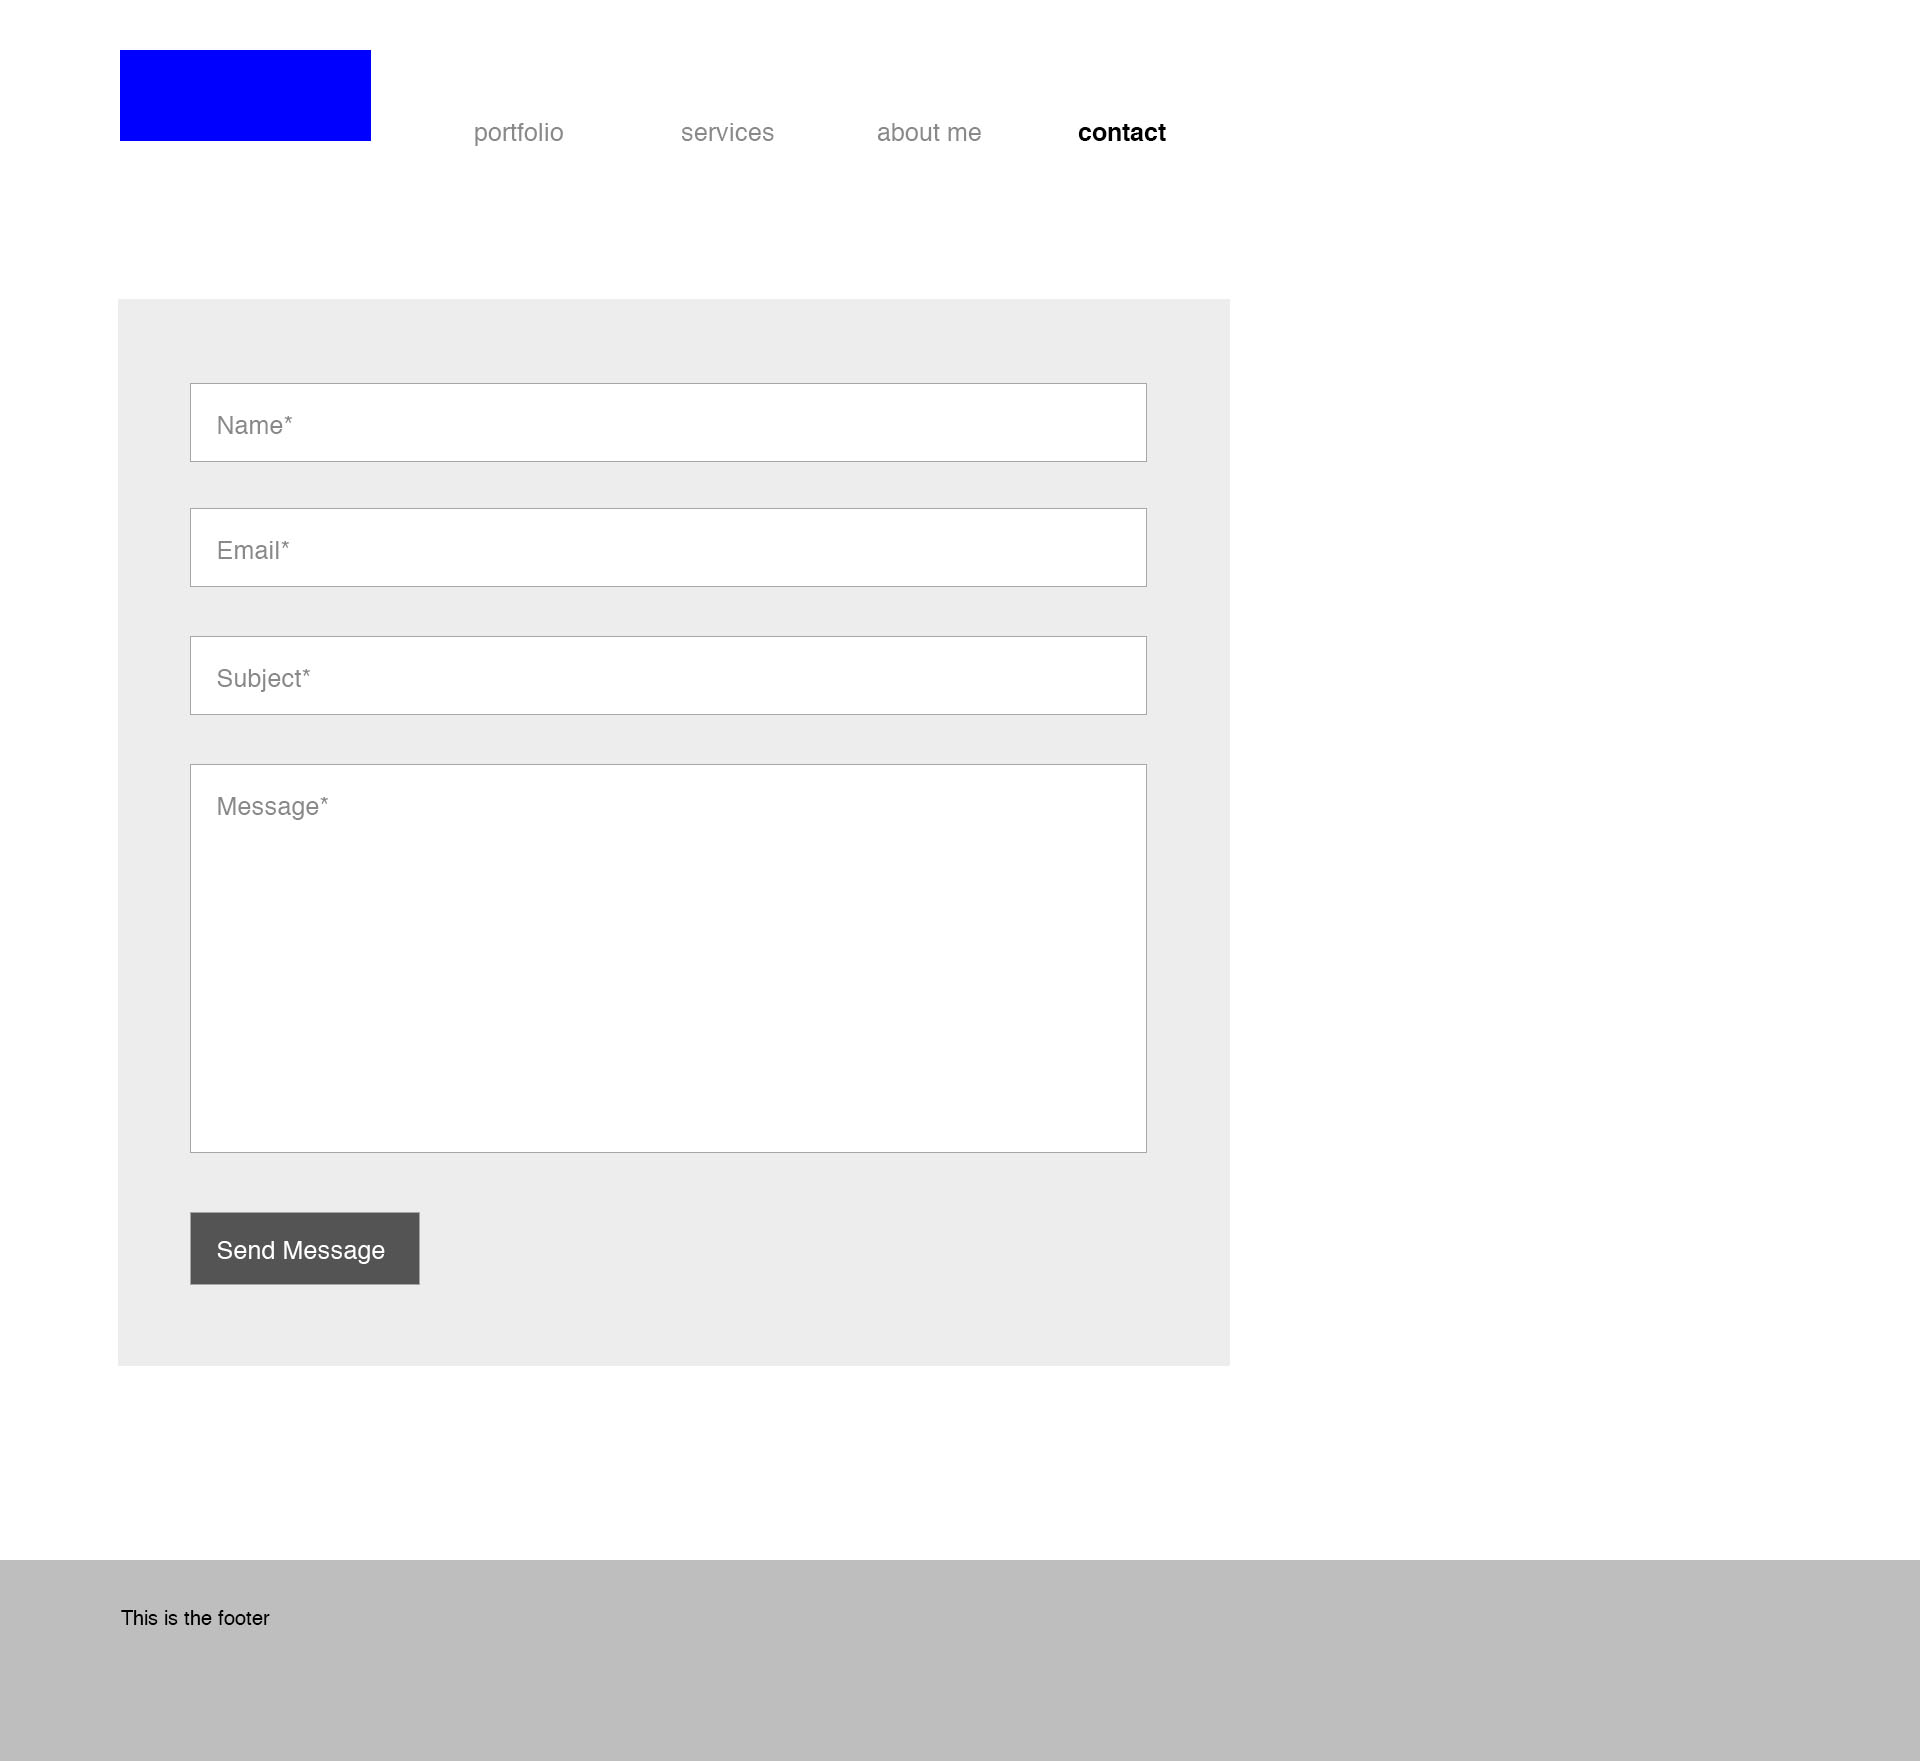 portfolio services about me contact
Name*
Email*
Subject*
Message*
Send Message
This is the footer